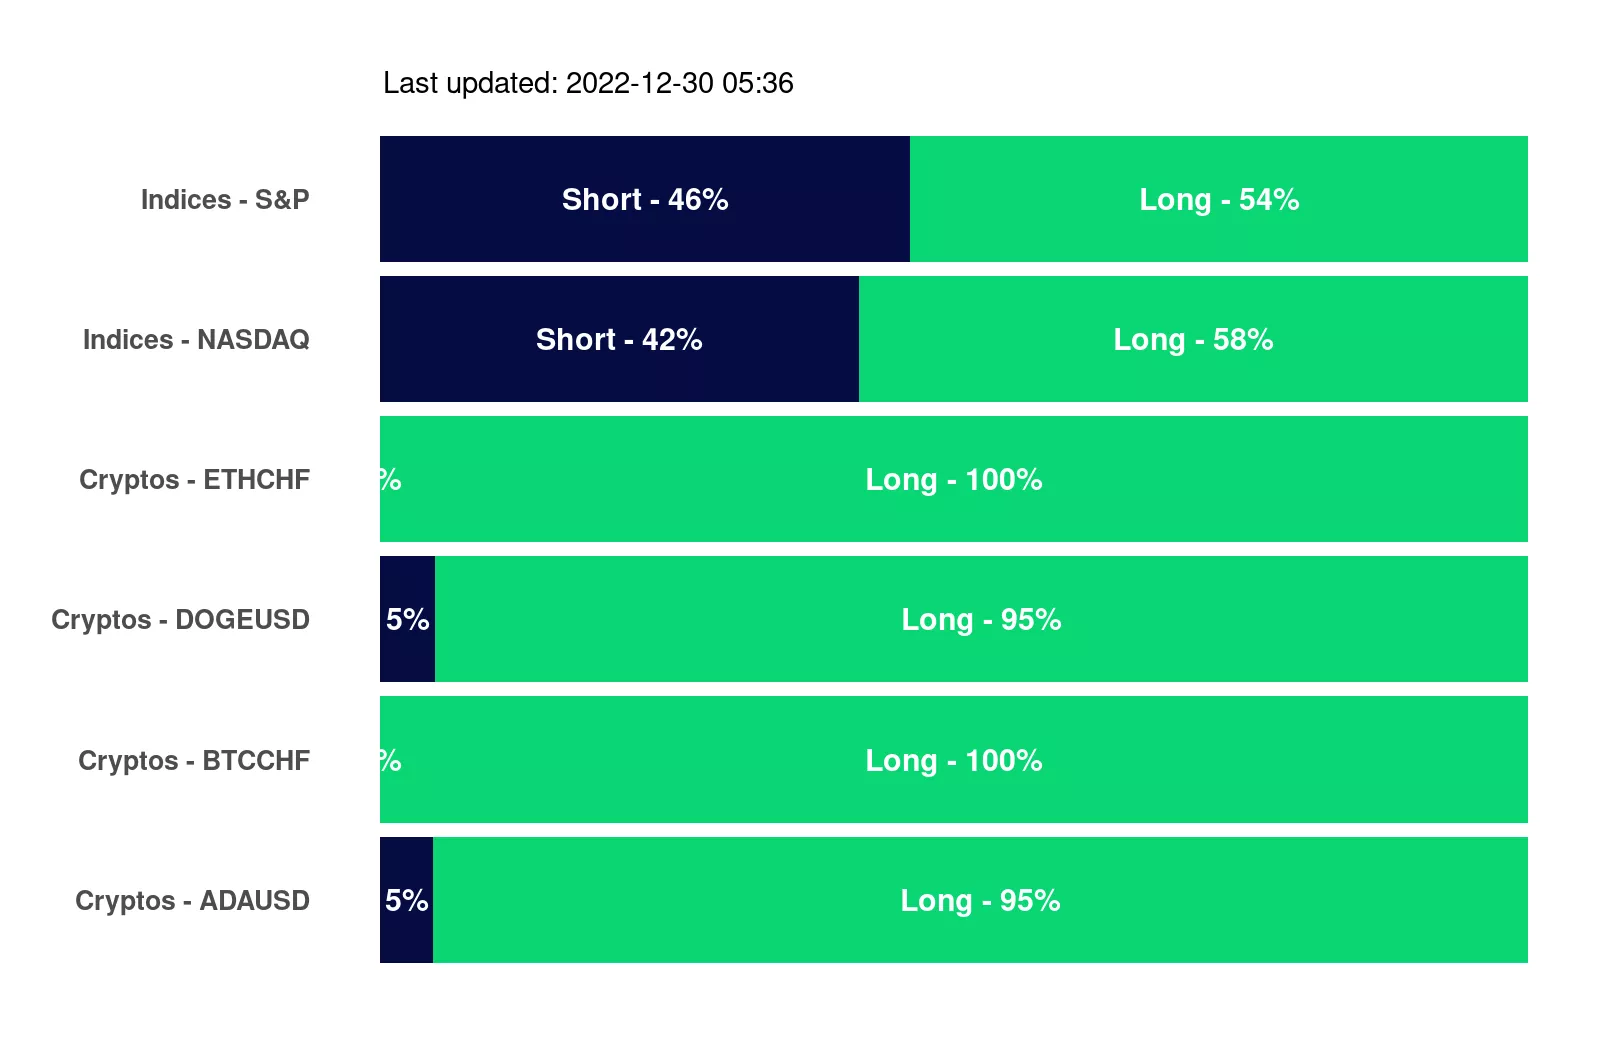 Last updated: 2022-12-30 05:36
Indices - S&P Short - 46% Long - 54%
Indices - NASDAQ Short - 42% Long - 58%
Cryptos - ETHCHF % Long - 100%
Cryptos - DOGEUSD 5% Long - 95%
Cryptos - BTCCHF % Long - 100%
Cryptos - ADAUSD 5% Long - 95%